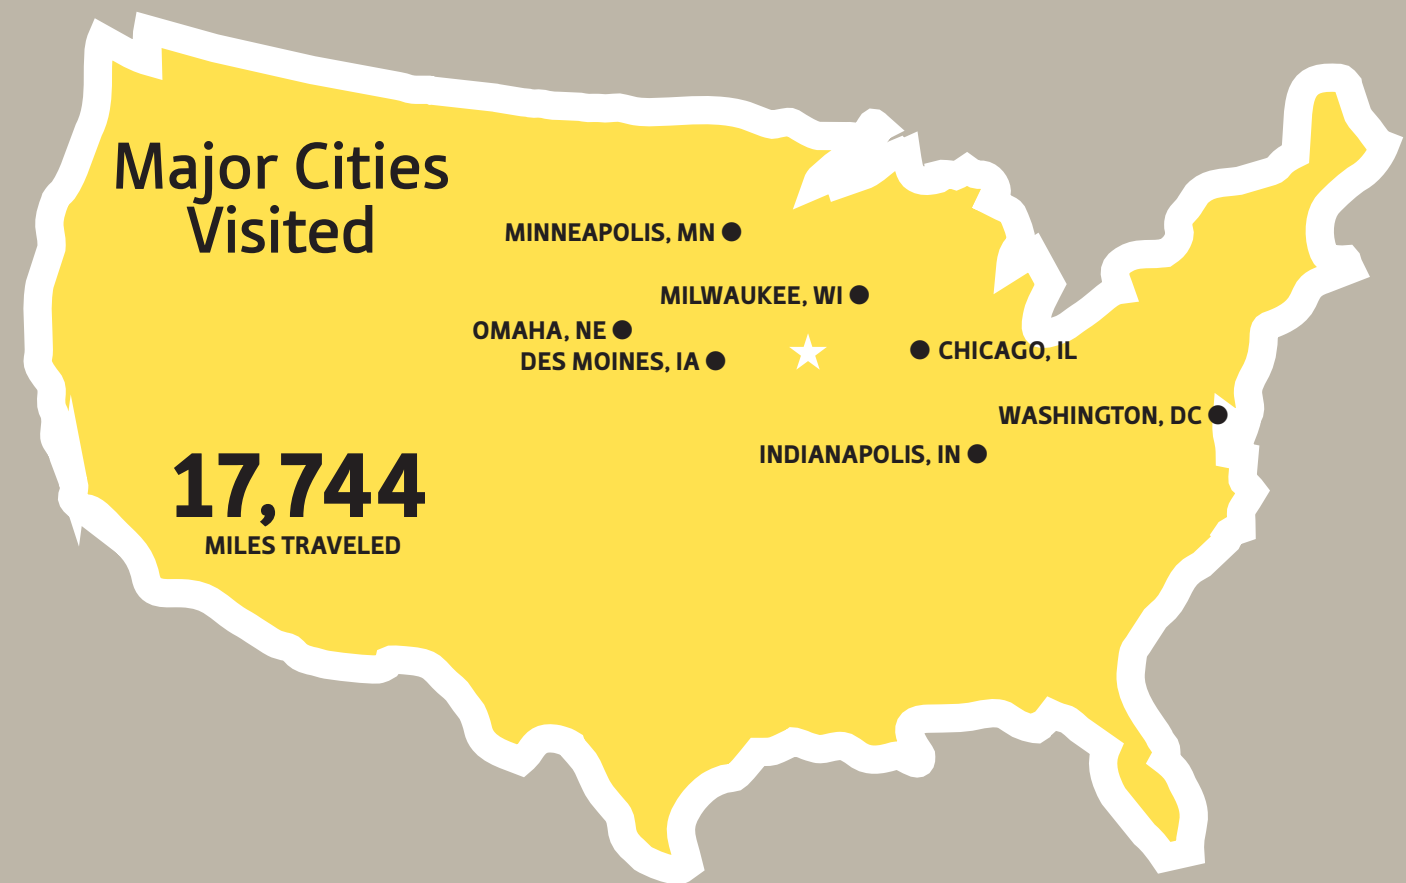 Major Cities
Visited
MINNEAPOLIS, MN
MILWAUKEE, WI
OMAHA, NE
DES MOINES, IA
CHICAGO, IL
WASHINGTON, DC
INDIANAPOLIS, IN
17,744
MILES TRAVELED